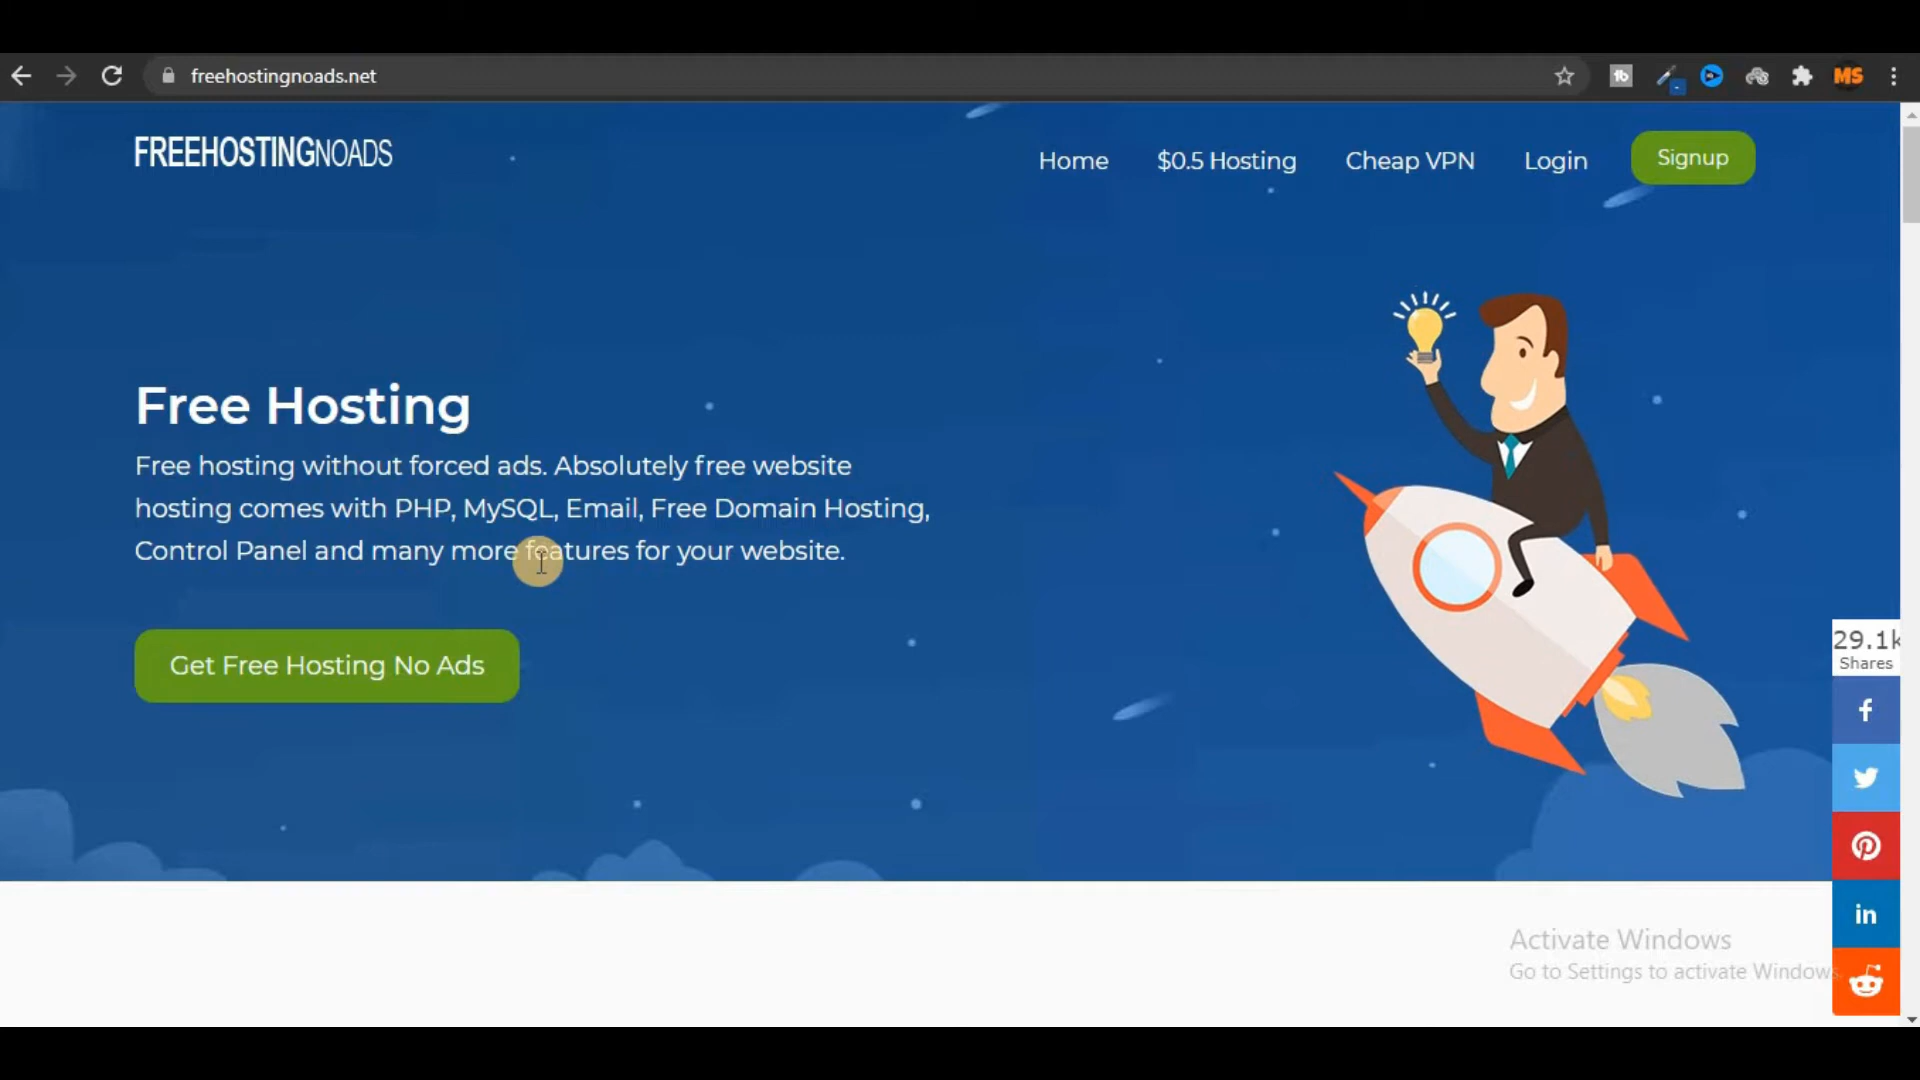 freehostingnoads.net
MS
FREEHOSTINGNOADS
Home
$0.5 Hosting
Cheap VPN
Login
Signup
Free Hosting
Free hosting without forced ads. Absolutely free website
hosting comes with PHP, MySQL, Email, Free Domain Hosting,
Control Panel and many more features for your website.
Get Free Hosting No Ads
29.1k
Shares
Activate Windows
Go to Settings to activate Windows.